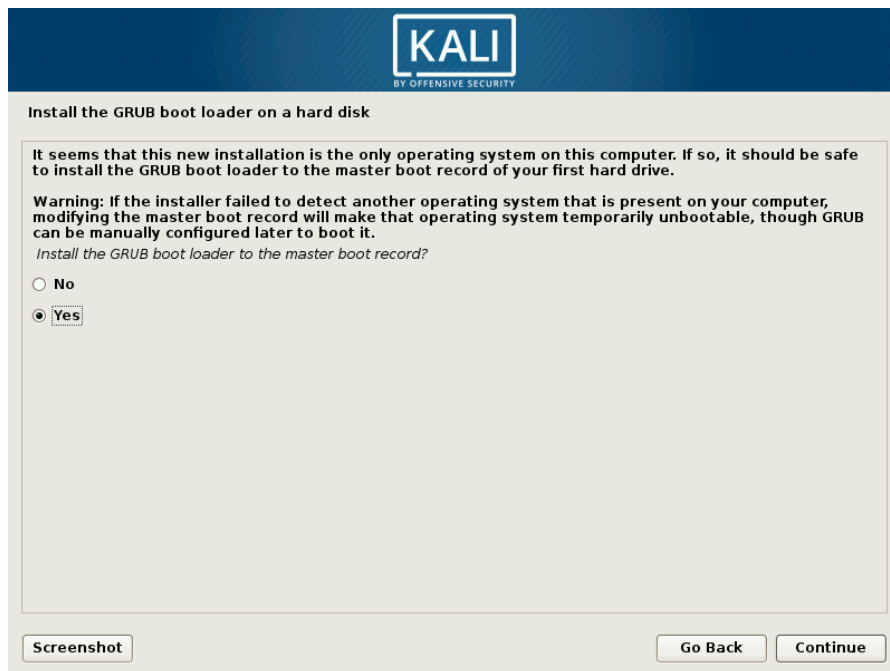 KALI
BY OFFENSIVE SECURITY
Install the GRUB boot loader on a hard disk
It seems that this new installation is the only operating system on this computer. If so, it should be safe
to install the GRUB boot loader to the master boot record of your first hard drive.
Warning: If the installer failed to detect another operating system that is present on your computer,
modifying the master boot record will make that operating system temporarily unbootable, though GRUB
can be manually configured later to boot it.
Install the GRUB boot loader to the master boot record?
No
Yes
Screenshot
Go Back
Continue